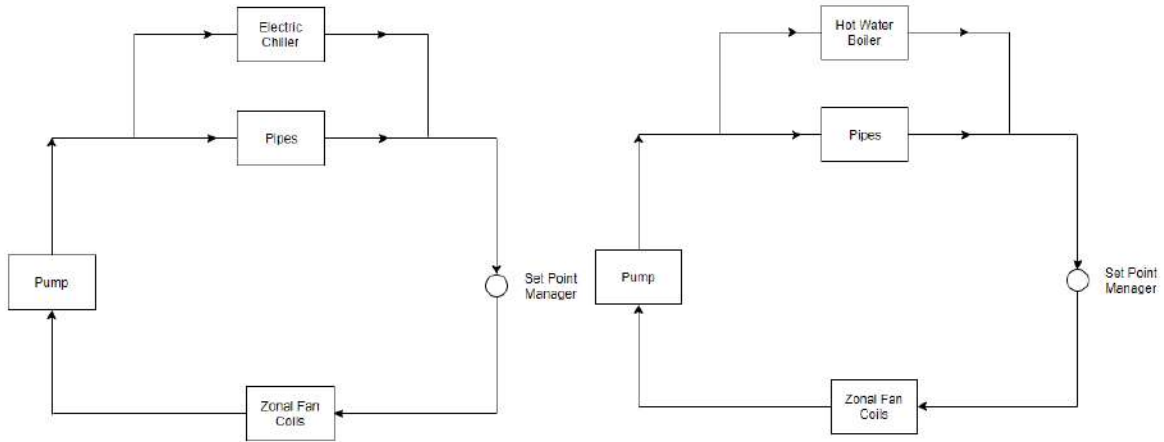 Electric
Chiller
Pipes
Pump
Set Point
Manager
Zonal Fan
Coils
Hot Water
Boiler
Pipes
Pump
Set Point
Manager
Zonal Fan
Coils